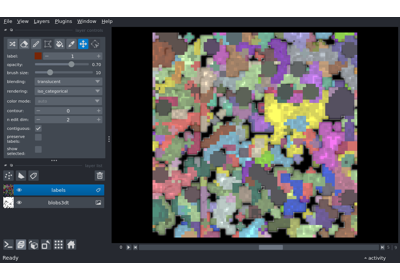 File View Layers Plugins Window Help
label: 1
opacity: 0.70
brush size: 10
blending: translucent
rendering: iso_categorical
color mode:
contour: 0
n edit dim: 2
contiguous:
preserve labels:
show selected:
labels
blobs3dt
0
Ready
activity